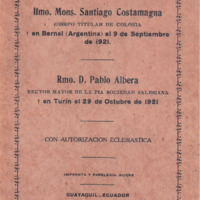 Ilmo. Mons. Santiago Costamagna
OBISPO TITULAR DE COLONIA
† en Bernal (Argentina) el 9 de Septiembre
de 1921.
Rmo. D. Pablo Albera
RECTOR MAYOR DE LA PIA SOCIEDAD SALESIANA
† en Turín el 29 de Octubre de 1921
CON AUTORIZACION ECLESIASTICA
IMPRENTA Y PAPELERIA
GUAYAQUIL, ECUADOR